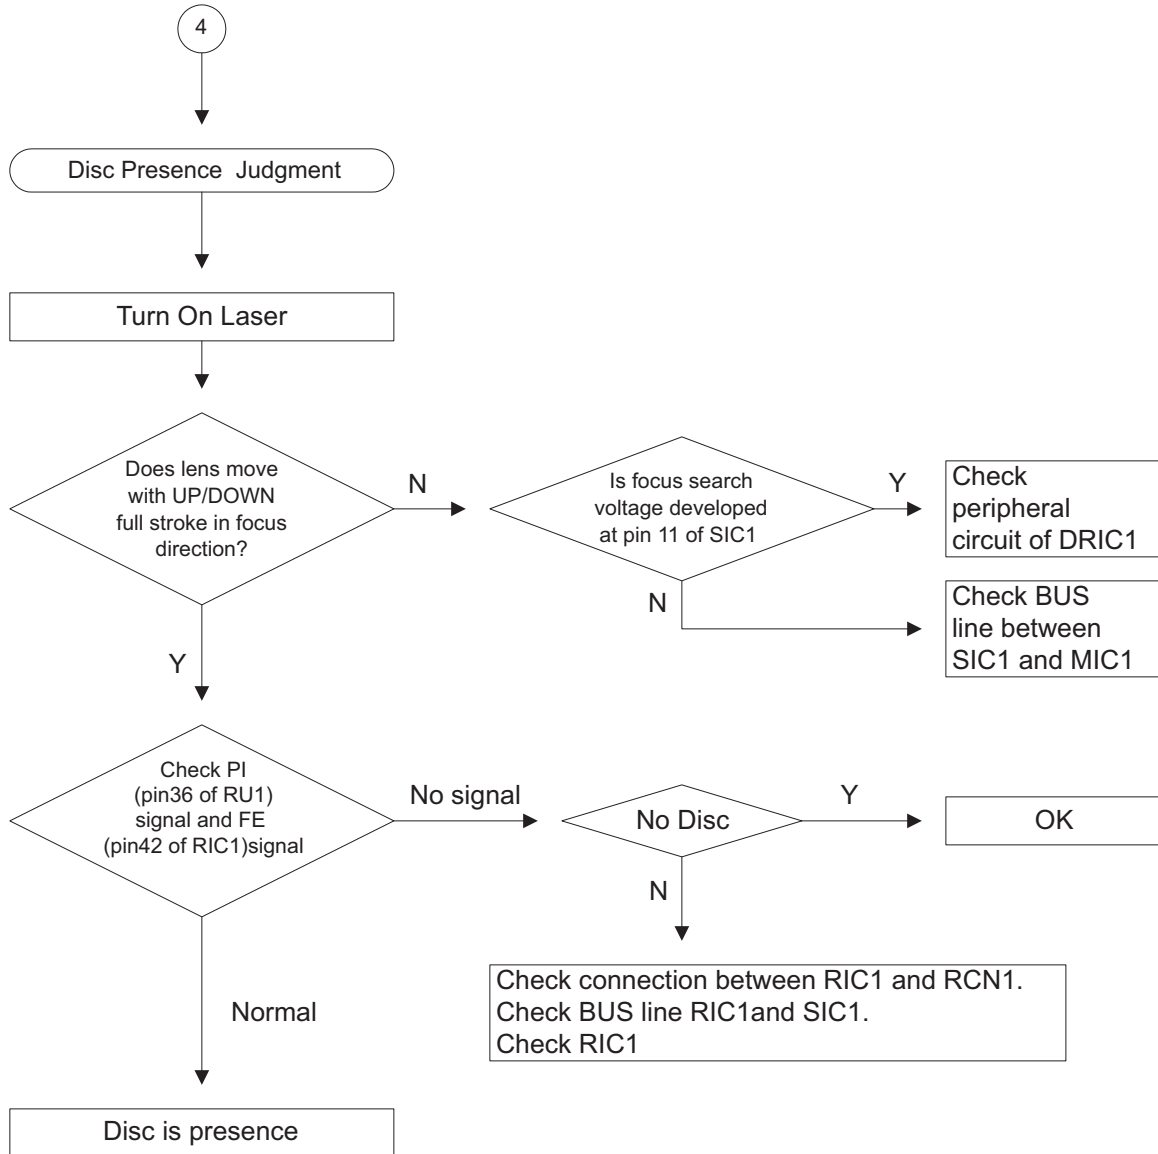 4
Disc Presence Judgment
Turn On Laser
Does lens move
with UP/DOWN
full stroke in focus
direction?
N
Is focus search
voltage developed
at pin 11 of SIC1
Y
Check
peripheral
circuit of DRIC1
N
Check BUS
line between
SIC1 and MIC1
Y
Check PI
(pin36 of RU1)
signal and FE
(pin42 of RIC1)signal
No signal
No Disc
Y
OK
N
Check connection between RIC1 and RCN1.
Check BUS line RIC1and SIC1.
Check RIC1
Normal
Disc is presence